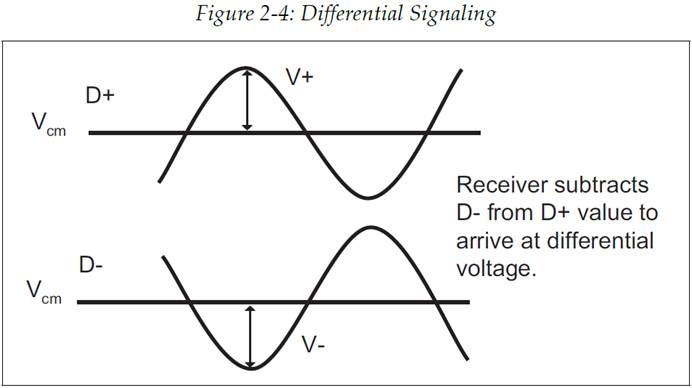 Figure 2-4: Differential Signaling
D+
V+
Vcm
Receiver subtracts
D- from D+ value to
arrive at differential
voltage.
D-
Vcm
V-